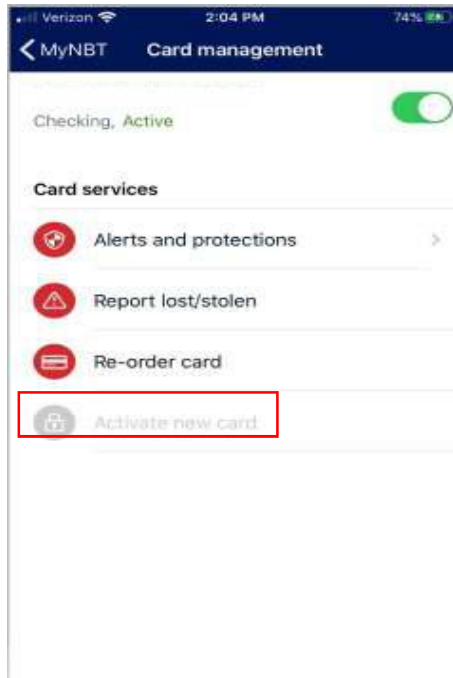 Verizon 2:04 PM 74%
MyNBT Card management
Checking, Active
Card services
Alerts and protections
Report lost/stolen
Re-order card
Activate new card